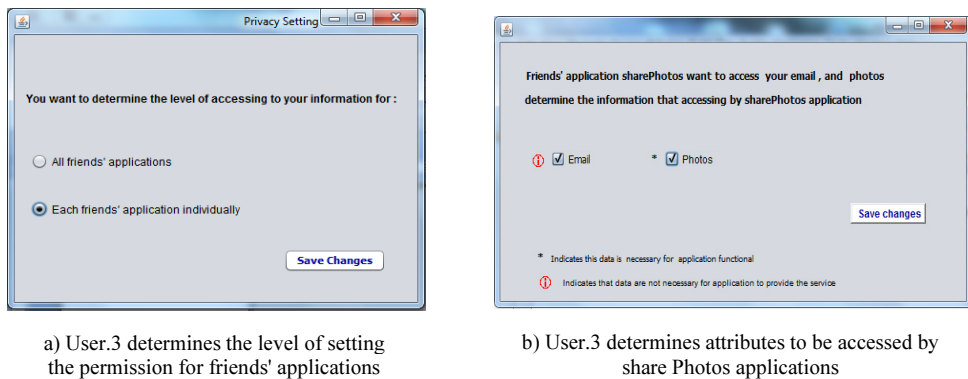 Privacy Setting
You want to determine the level of accessing to your information for :
All friends' applications
Each friends' application individually
Save Changes
a) User.3 determines the level of setting
the permission for friends' applications
Friends' application sharePhotos want to access your email , and photos
determine the information that accessing by sharePhotos application
Email * Photos
Save changes
* Indicates this data is necessary for application functional
Indicates that data are not necessary for application to provide the service
b) User.3 determines attributes to be accessed by
share Photos applications